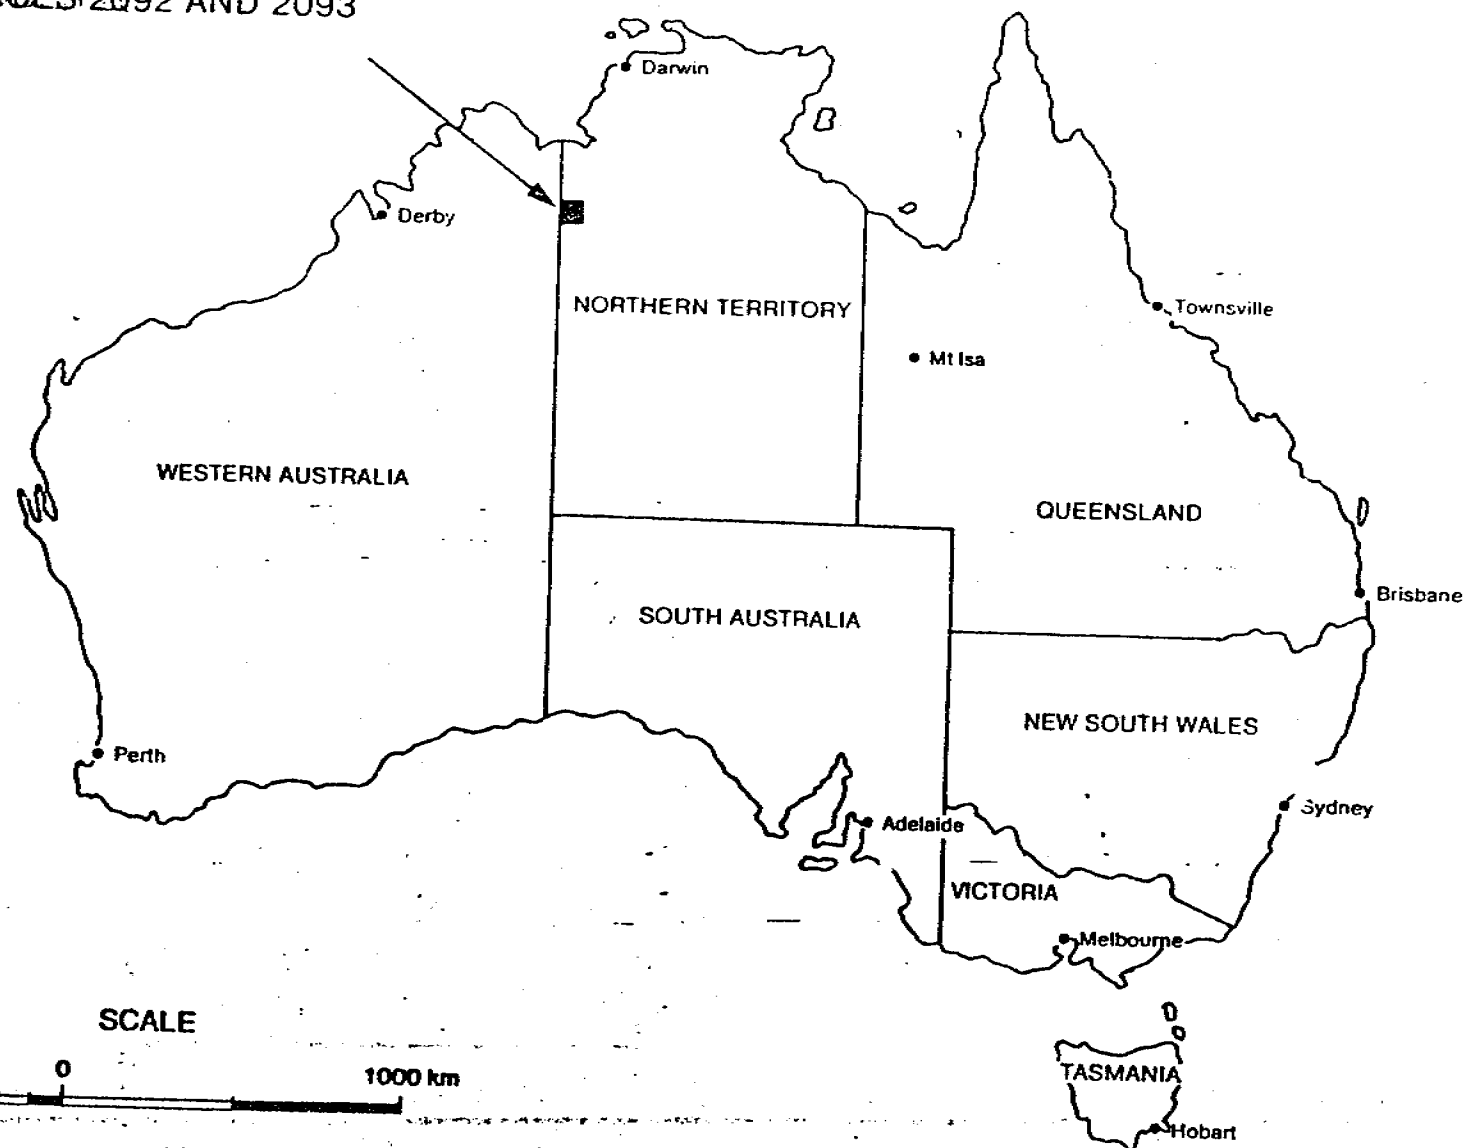 2092 AND 2093
Darwin
Derby
NORTHERN TERRITORY
Townsville
Mt Isa
WESTERN AUSTRALIA
QUEENSLAND
Brisbane
SOUTH AUSTRALIA
NEW SOUTH WALES
Perth
Sydney
Adelaide
VICTORIA
Melbourne
SCALE
0
1000 km
TASMANIA
Hobart